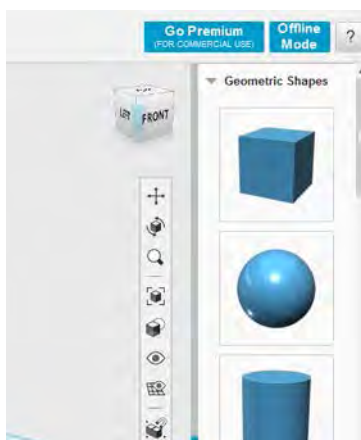 Go Premium
(FOR COMMERCIAL USE)
Offline
Mode
?
Geometric Shapes
LEFT
FRONT